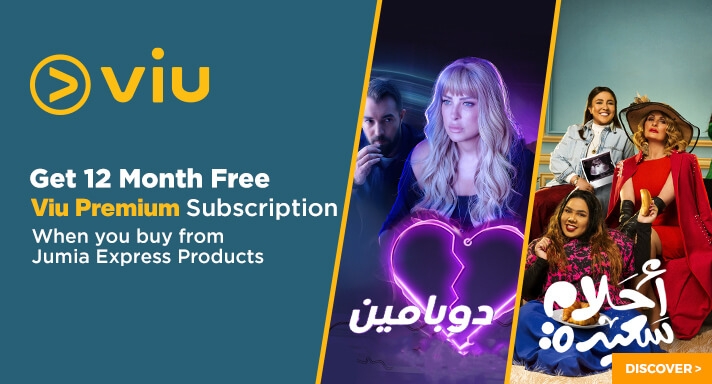 viu
Get 12 Month Free
Viu Premium Subscription
When you buy from
Jumia Express Products
دوبامين
أحلام
سعيدة
DISCOVER >